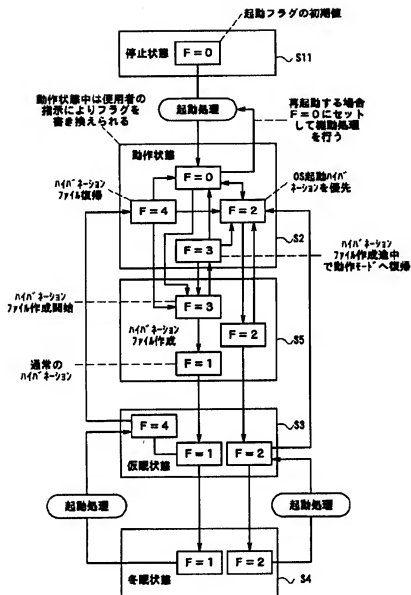 起動フラグの初期値
停止状態
F=0
S11
動作状態中は使用者の
指示によりフラグを
書き換えられる
起動処理
再起動する場合
F=0にセット
して起動処理
を行う
動作状態
ﾊｲﾊﾞﾈｰｼｮﾝ
ﾌｧｲﾙ復帰
F=0
OS起動ﾊｲﾊﾞ
ﾈｰｼｮﾝを優先
F=4
F=2
S2
F=3
ﾊｲﾊﾞﾈｰｼｮﾝ
ﾌｧｲﾙ作成途中
で動作ﾓｰﾄﾞへ復帰
ﾊｲﾊﾞﾈｰｼｮﾝ
ﾌｧｲﾙ作成開始
F=3
ﾊｲﾊﾞﾈｰｼｮﾝ
ﾌｧｲﾙ作成
F=2
S5
通常の
ﾊｲﾊﾞﾈｰｼｮﾝ
F=1
S3
F=4
F=1
F=2
仮眠状態
起動処理
起動処理
F=1
F=2
冬眠状態
S4